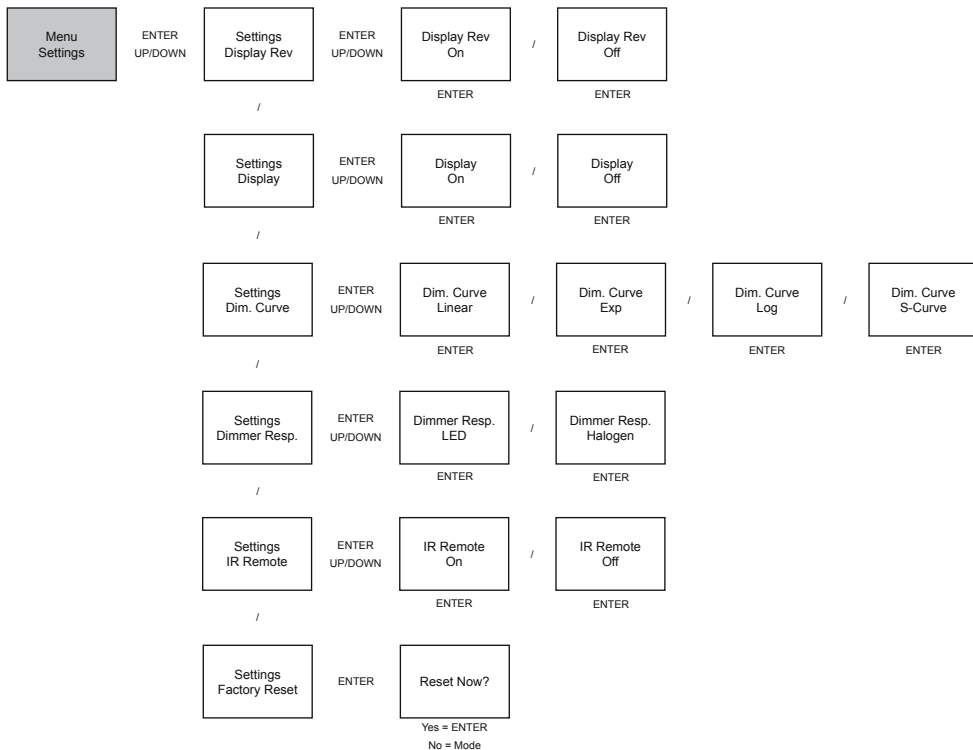 Menu
Settings
ENTER
UP/DOWN
Settings
Display Rev
ENTER
UP/DOWN
Display Rev
On
/
Display Rev
Off
ENTER
ENTER
/
Settings
Display
ENTER
UP/DOWN
Display
On
/
Display
Off
ENTER
ENTER
/
Settings
Dim. Curve
ENTER
UP/DOWN
Dim. Curve
Linear
/
Dim. Curve
Exp
/
Dim. Curve
Log
/
Dim. Curve
S-Curve
ENTER
ENTER
ENTER
ENTER
/
Settings
Dimmer Resp.
ENTER
UP/DOWN
Dimmer Resp.
LED
/
Dimmer Resp.
Halogen
ENTER
ENTER
/
Settings
IR Remote
ENTER
UP/DOWN
IR Remote
On
/
IR Remote
Off
ENTER
ENTER
/
Settings
Factory Reset
ENTER
Reset Now?
Yes = ENTER
No = Mode